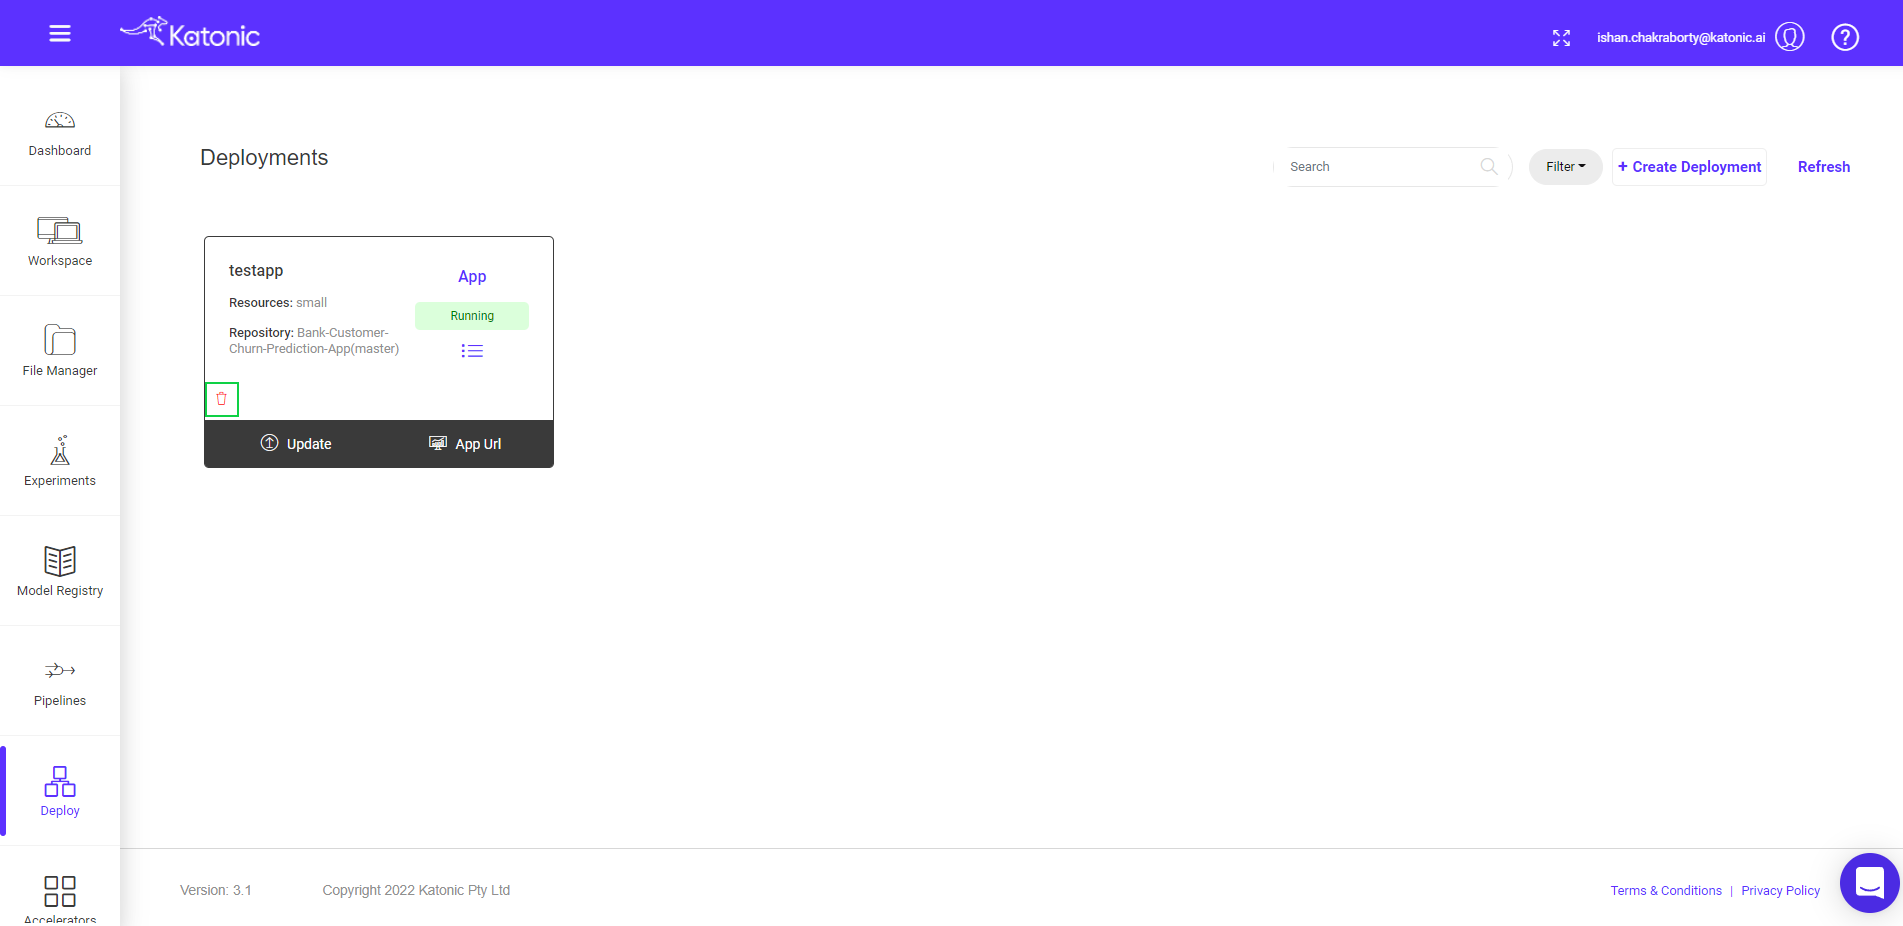 Katonic
ishan.chakraborty@katonic.ai
?
Dashboard
Workspace
File Manager
Experiments
Model Registry
Pipelines
Deploy
Accelerators
Deployments
Search
Filter
+ Create Deployment
Refresh
testapp
App
Resources: small
Running
Repository: Bank-Customer-
Churn-Prediction-App(master)
Update
App Url
Version: 3.1
Copyright 2022 Katonic Pty Ltd
Terms & Conditions | Privacy Policy